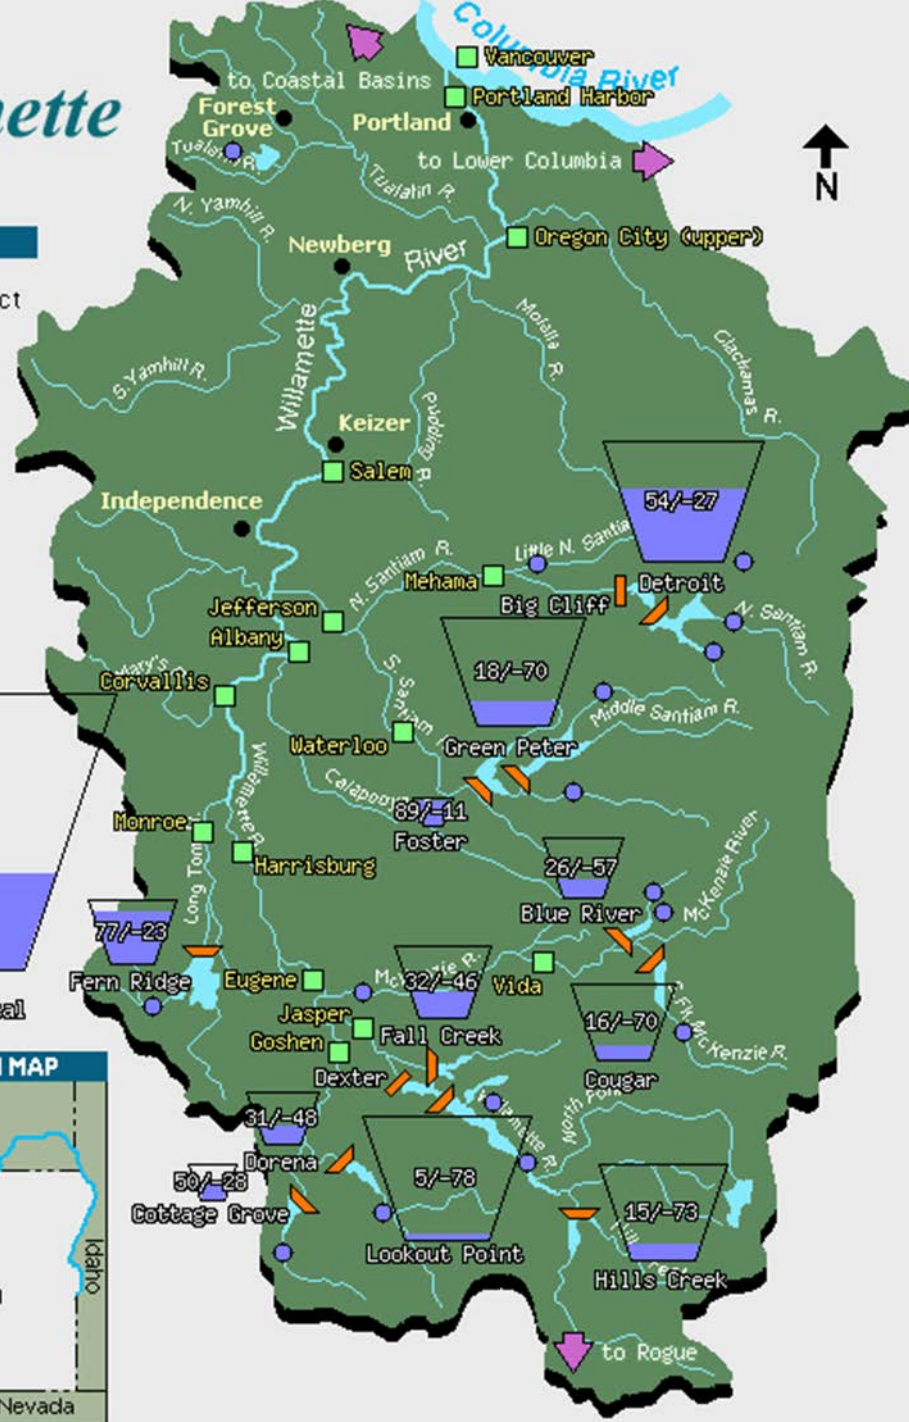 ette
Columbia River
Vancouver
to Coastal Basins
Portland Harbor
Forest
Grove
Portland
Tualatin R.
to Lower Columbia
Tualatin R.
N
N. Yamhill R.
Oregon City (upper)
Newberg
River
ct
Willamette
Molalla R.
Clackamas R.
S. Yamhill R.
Pudding R.
Keizer
Salem
Independence
54/-27
Little N. Santia
N. Santiam R.
Mehama
Detroit
Big Cliff
Jefferson
N. Santiam R.
Albany
18/-70
Mary's
Corvallis
S. Santiam
Middle Santiam R.
Waterloo
Green Peter
Willamette R.
Calapooya
89/-11
Foster
Monroe
Harrisburg
26/-57
McKenzie River
Long Tom
Blue River
77/-23
Fern Ridge
Eugene
McKenzie R.
32/-46
Vida
al
Jasper
Fall Creek
16/-70
S. Fk. McKenzie R.
Goshen
Dexter
Cougar
MAP
31/-48
Willamette R.
North Fork
Dorena
50/-28
5/-78
15/-73
Cottage Grove
Lookout Point
Hills Creek
Idaho
to Rogue
Nevada